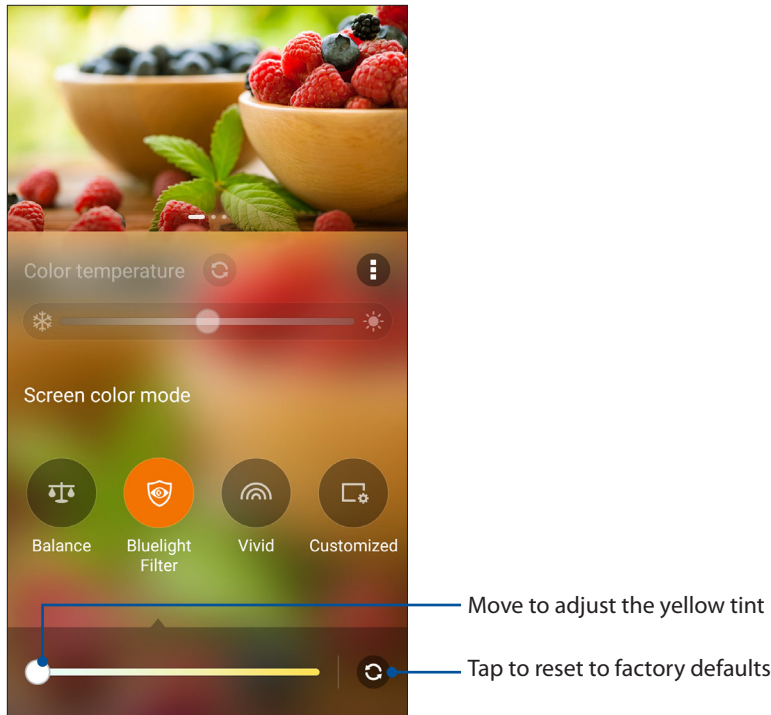 Color temperature
Screen color mode
Balance
Bluelight
Filter
Vivid
Customized
Move to adjust the yellow tint
Tap to reset to factory defaults